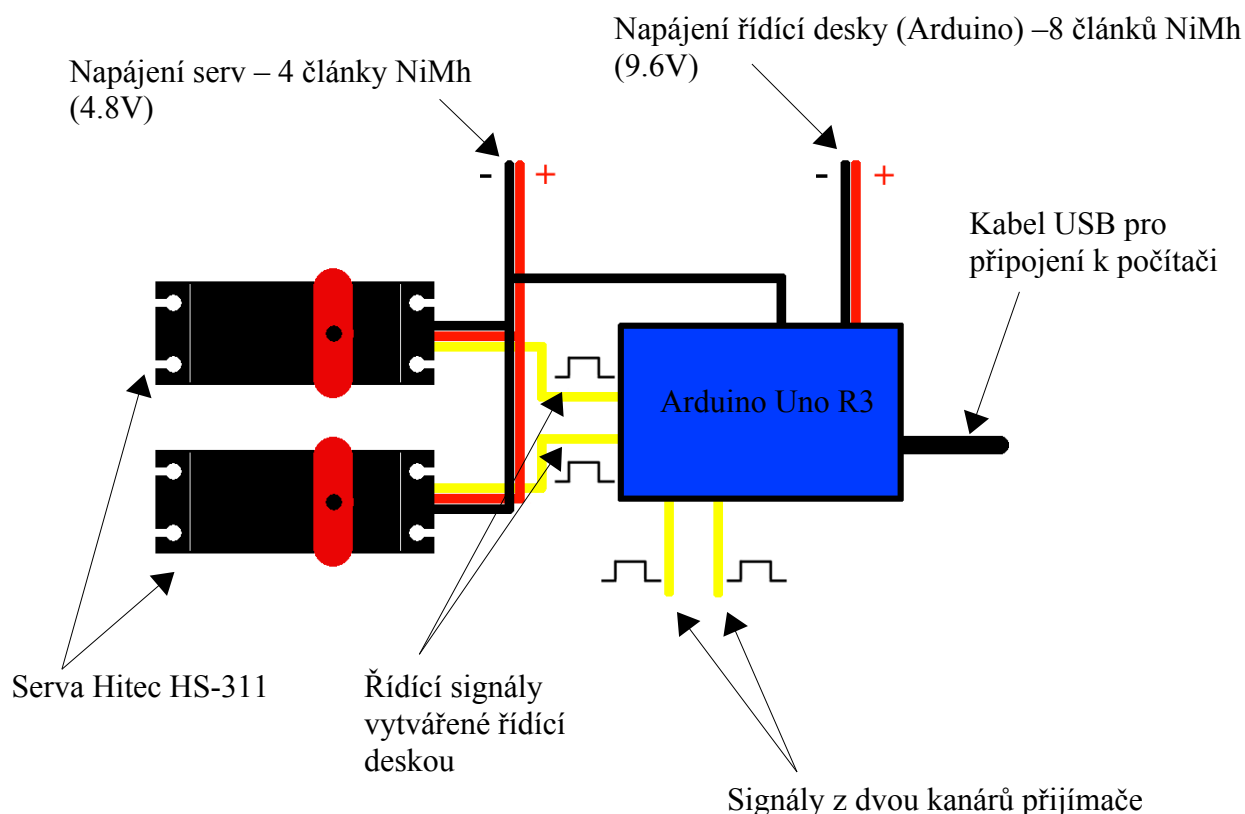 Napájení řídící desky (Arduino) –8 článků NiMh
(9.6V)
Napájení serv – 4 články NiMh
(4.8V)
- +
- +
Kabel USB pro
připojení k počítači
Arduino Uno R3
Serva Hitec HS-311
Řídící signály
vytvářené řídící
deskou
Signály z dvou kanárů přijímače